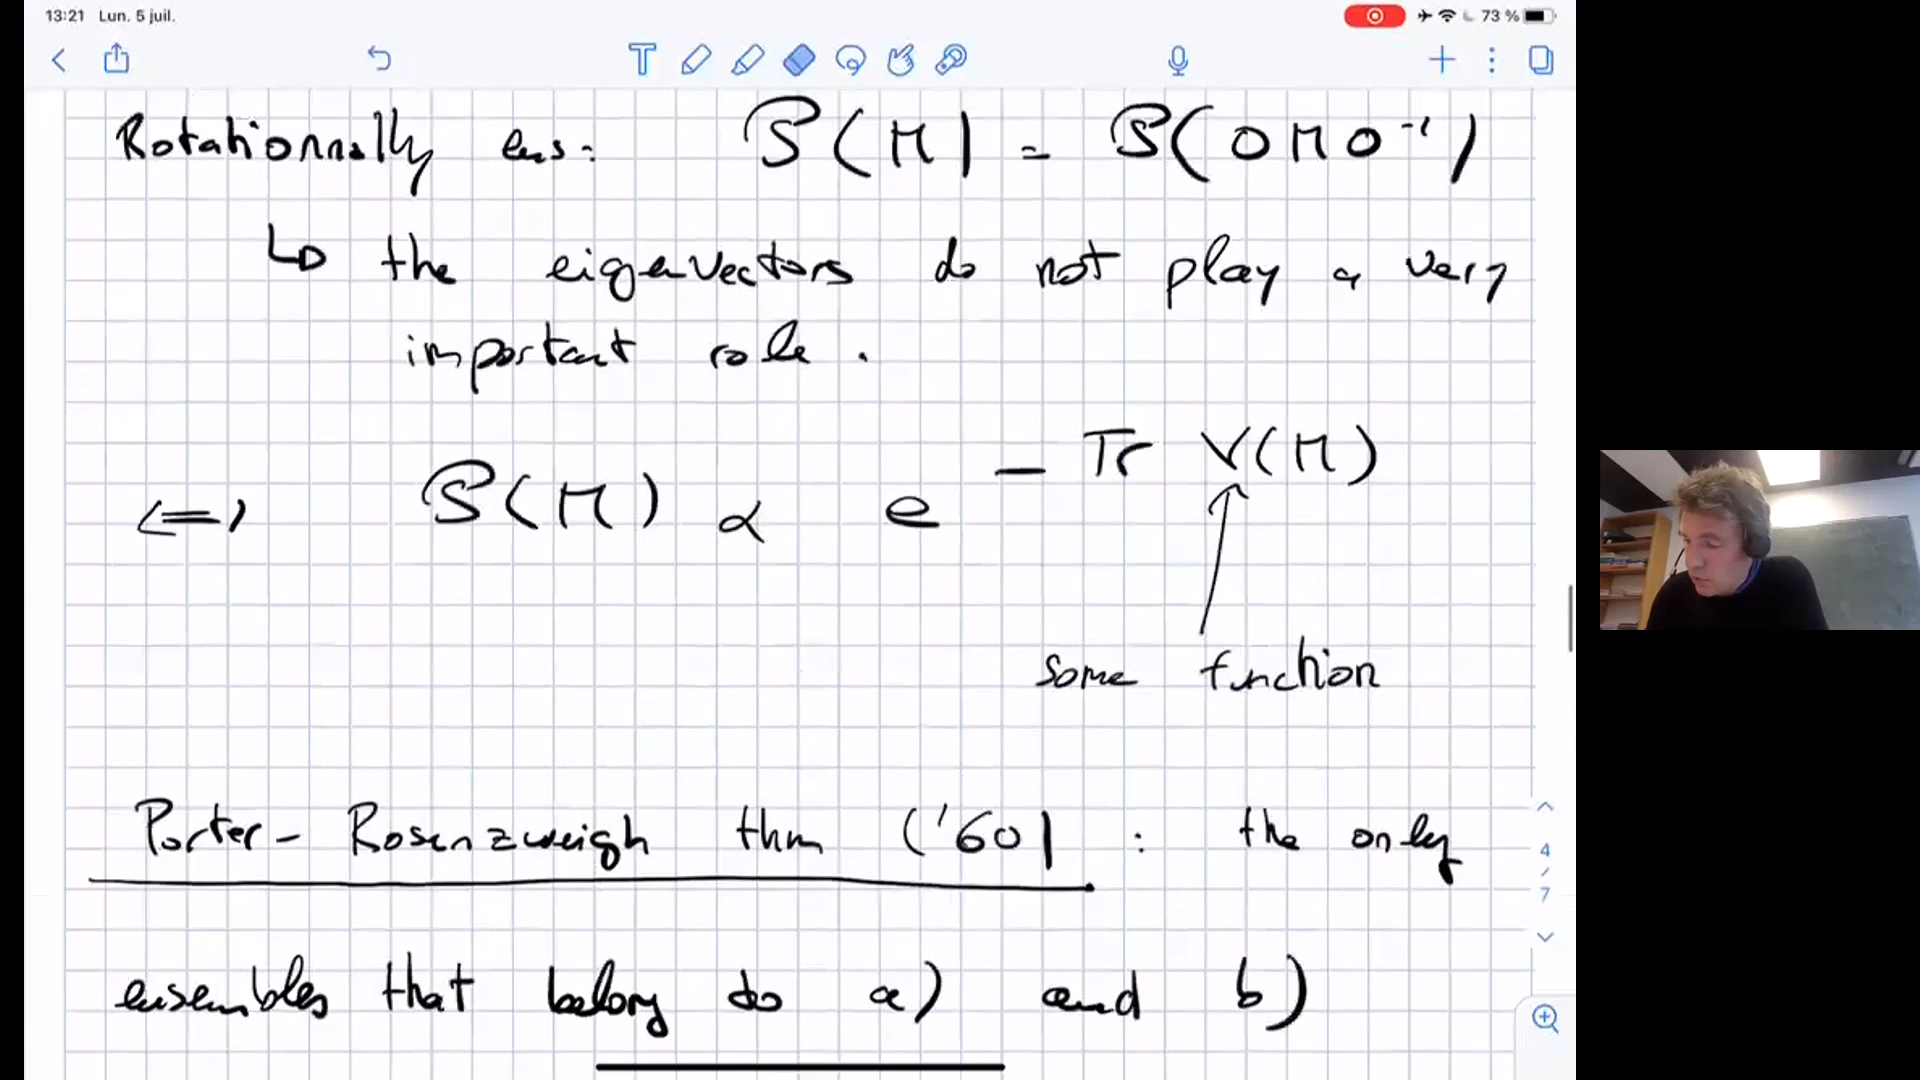 13:21 Lun. 5 juil. 73 %
Rotationnally ens: P(M) = P(OMO⁻¹)
↳ the eigenvectors do not play a very
important role.
⟺ P(M) ∝ e^{- Tr V(M)}
some function
Porter - Rosenzweigh thm ('60) : the only
4 / 7
ensembles that belong to a) and b)